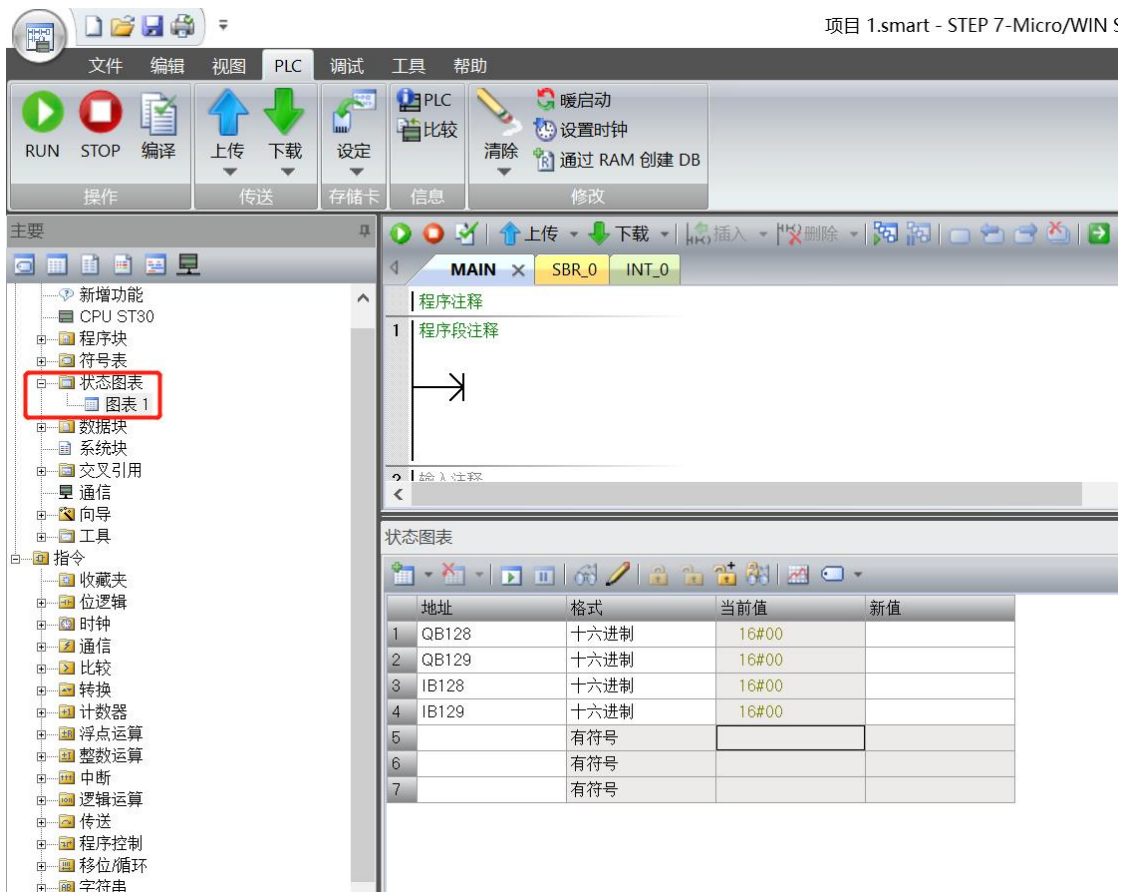 项目 1.smart - STEP 7-Micro/WIN S
文件 编辑 视图 PLC 调试 工具 帮助
RUN STOP 编译 上传 下载 设定 PLC 比较 清除 暖启动
设置时钟
通过 RAM 创建 DB
操作 传送 存储卡 信息 修改
主要
新增功能
CPU ST30
程序块
符号表
状态图表
图表 1
数据块
系统块
交叉引用
通信
向导
工具
指令
收藏夹
位逻辑
时钟
通信
比较
转换
计数器
浮点运算
整数运算
中断
逻辑运算
传送
程序控制
移位/循环
字符串
上传 下载 插入 删除
MAIN SBR_0 INT_0
程序注释
1 程序段注释
2 输入注释
状态图表
地址 格式 当前值 新值
1 QB128 十六进制 16#00
2 QB129 十六进制 16#00
3 IB128 十六进制 16#00
4 IB129 十六进制 16#00
5 有符号
6 有符号
7 有符号